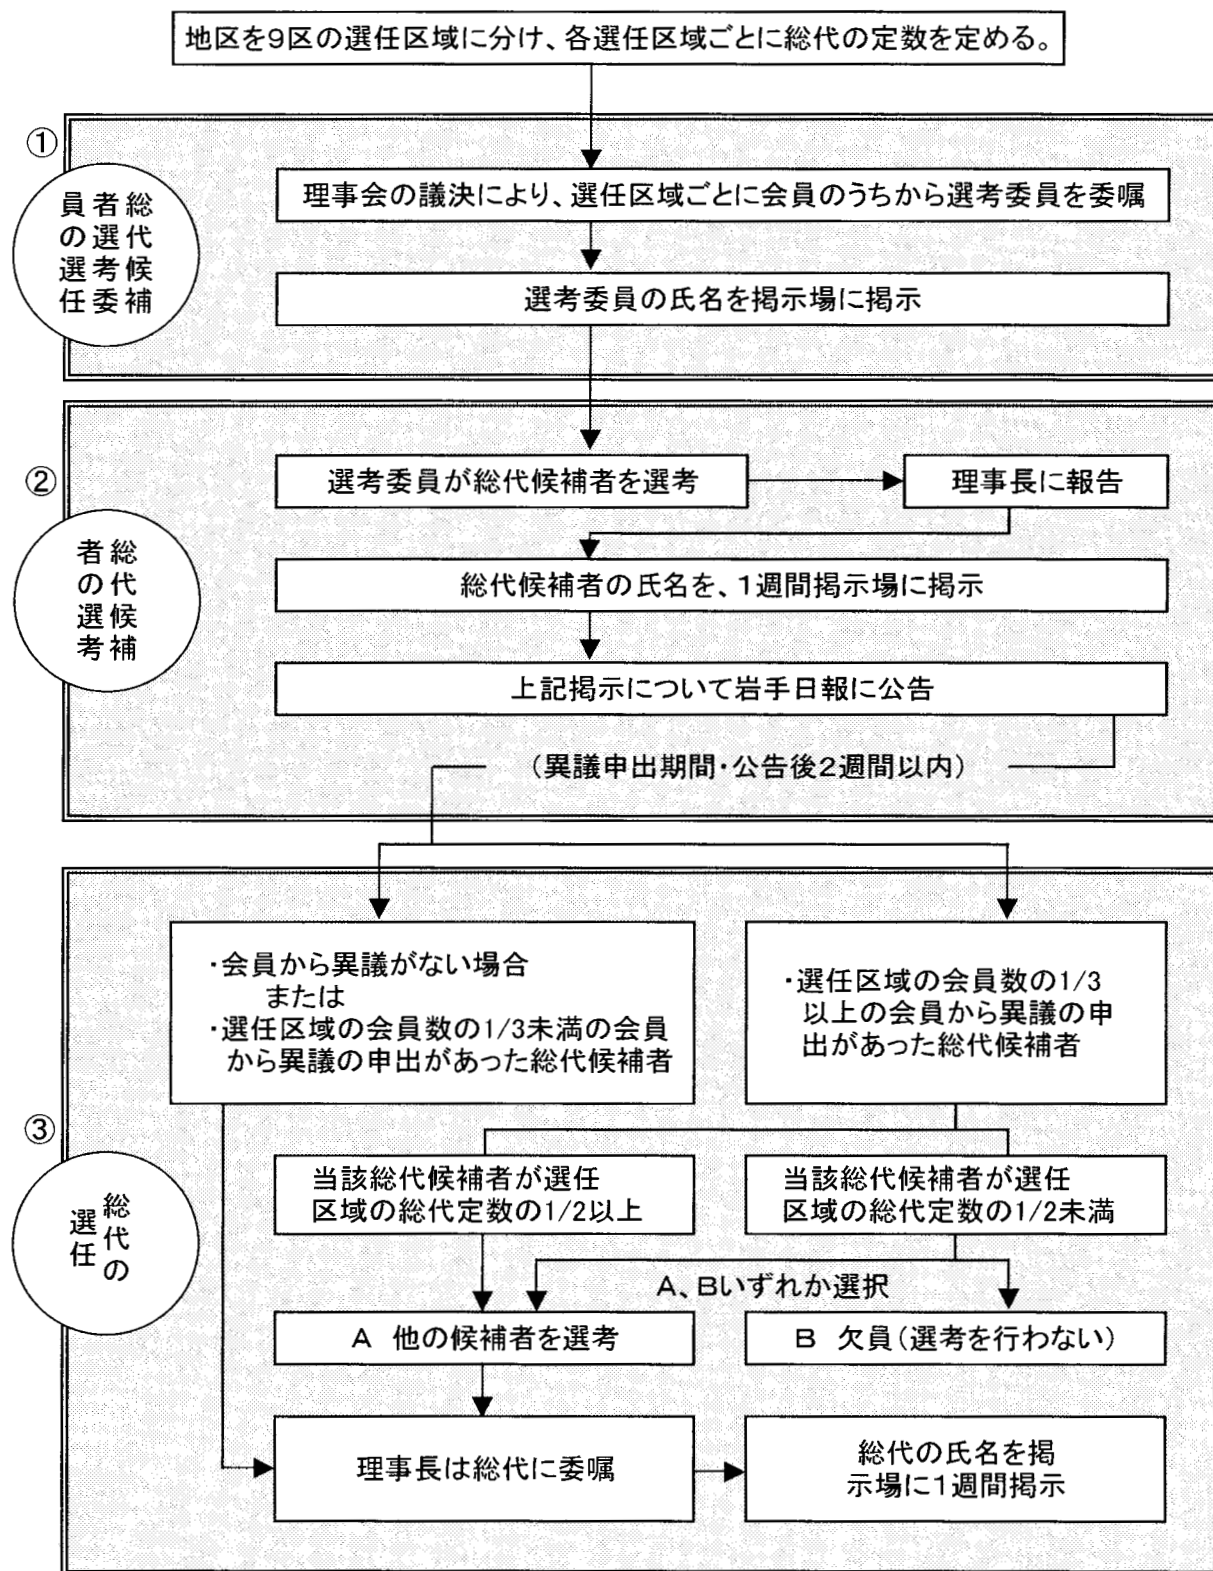 地区を9区の選任区域に分け、各選任区域ごとに総代の定数を定める。
①
総代候補
者選考委
員の選任
理事会の議決により、選任区域ごとに会員のうちから選考委員を委嘱
選考委員の氏名を掲示場に掲示
②
総代候補
者の選考
選考委員が総代候補者を選考
理事長に報告
総代候補者の氏名を、1週間掲示場に掲示
上記掲示について岩手日報に公告
(異議申出期間・公告後2週間以内)
・会員から異議がない場合
または
・選任区域の会員数の1/3未満の会員
から異議の申出があった総代候補者
・選任区域の会員数の1/3
以上の会員から異議の申
出があった総代候補者
③
総代の
選任
当該総代候補者が選任
区域の総代定数の1/2以上
当該総代候補者が選任
区域の総代定数の1/2未満
A、Bいずれか選択
A 他の候補者を選考
B 欠員(選考を行わない)
理事長は総代に委嘱
総代の氏名を掲
示場に1週間掲示